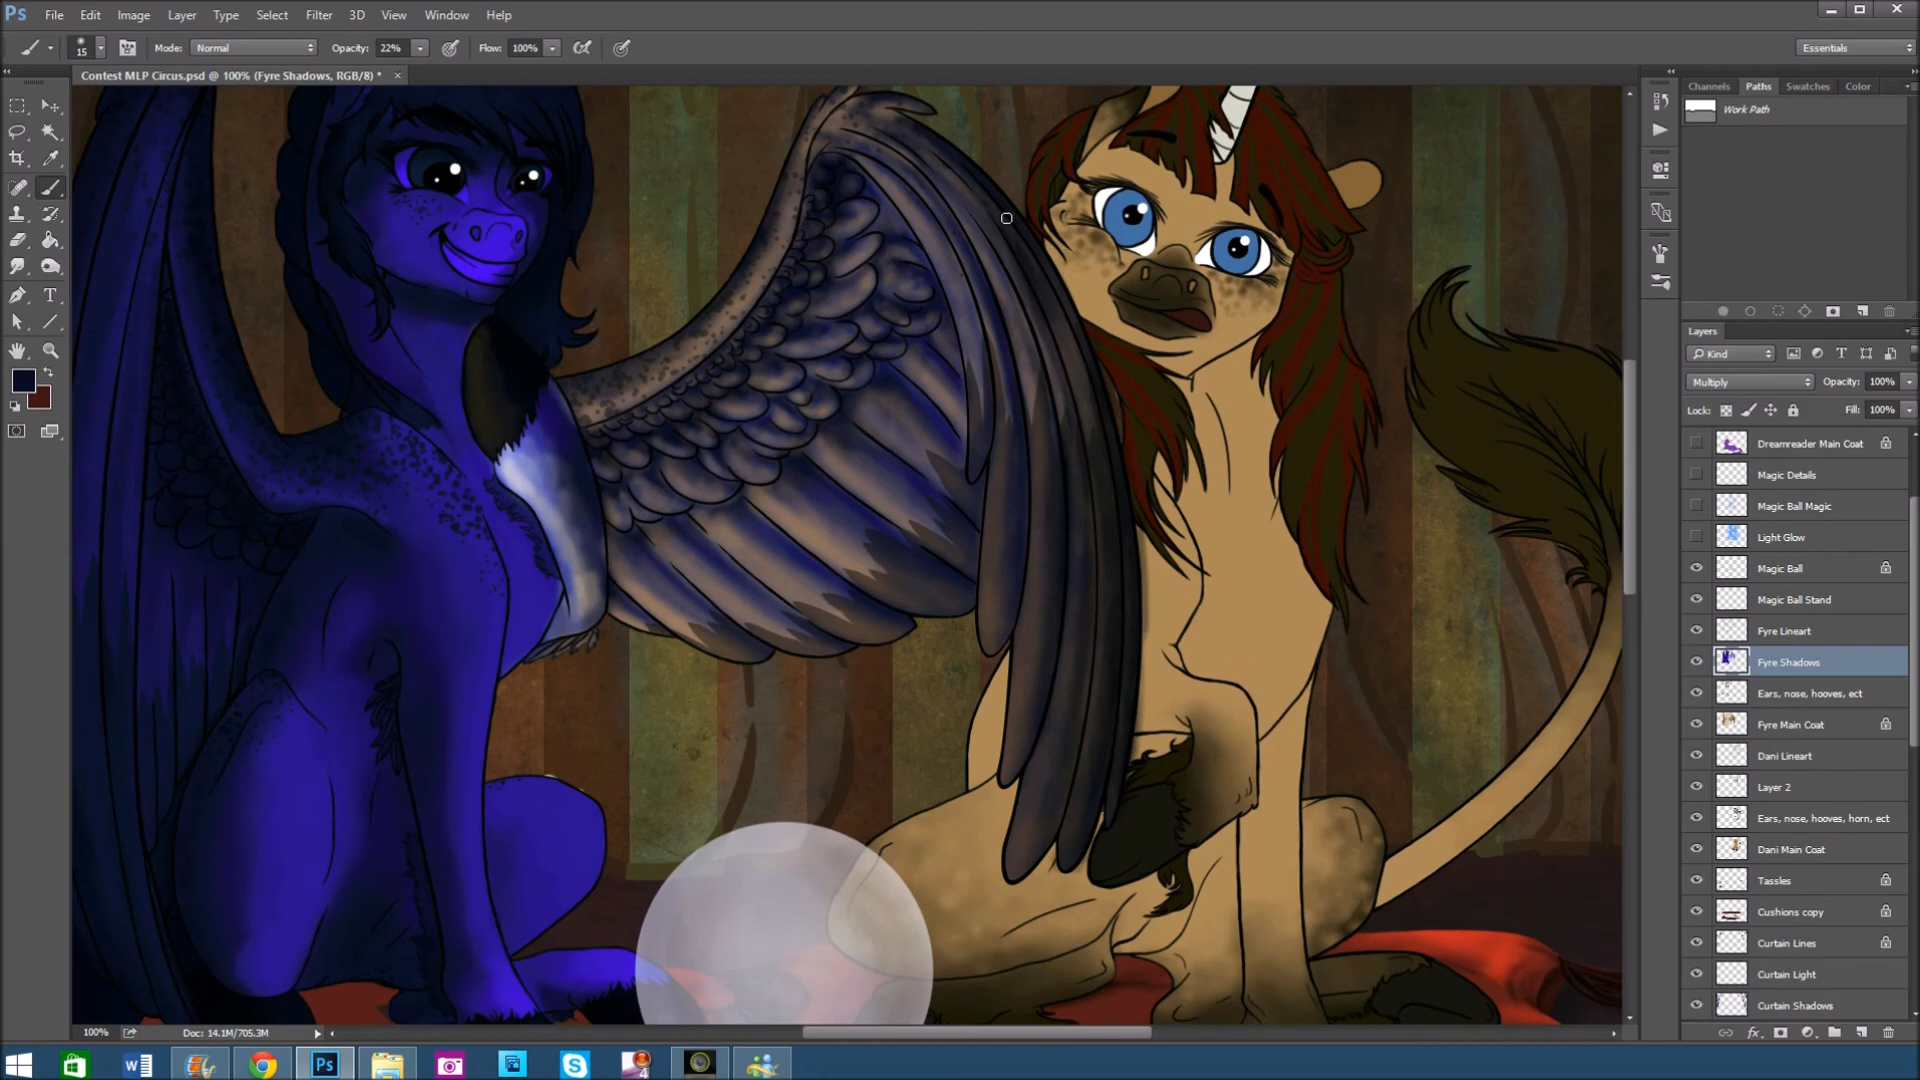 Ps File Edit Image Layer Type Select Filter 3D View Window Help
15 Mode: Normal Opacity: 22% Flow: 100% Essentials
Contest MLP Circus.psd @ 100% (Fyre Shadows, RGB/8) * ×
Channels Paths Swatches Color
Work Path
Layers
Kind
Multiply Opacity: 100%
Lock: Fill: 100%
Dreamreader Main Coat
Magic Details
Magic Ball Magic
Light Glow
Magic Ball
Magic Ball Stand
Fyre Lineart
Fyre Shadows
Ears, nose, hooves, ect
Fyre Main Coat
Dani Lineart
Layer 2
Ears, nose, hooves, horn, ect
Dani Main Coat
Tassles
Cushions copy
Curtain Lines
Curtain Light
Curtain Shadows
100% Doc: 14.1M/705.3M
fx
W Ps S 4